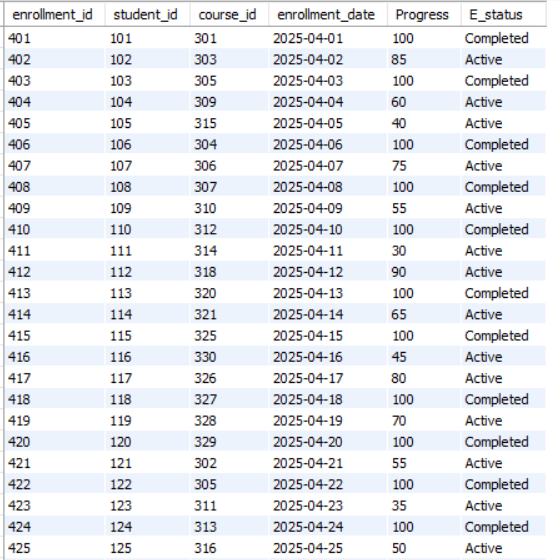 enrollment_id student_id course_id enrollment_date Progress E_status
401 101 301 2025-04-01 100 Completed
402 102 303 2025-04-02 85 Active
403 103 305 2025-04-03 100 Completed
404 104 309 2025-04-04 60 Active
405 105 315 2025-04-05 40 Active
406 106 304 2025-04-06 100 Completed
407 107 306 2025-04-07 75 Active
408 108 307 2025-04-08 100 Completed
409 109 310 2025-04-09 55 Active
410 110 312 2025-04-10 100 Completed
411 111 314 2025-04-11 30 Active
412 112 318 2025-04-12 90 Active
413 113 320 2025-04-13 100 Completed
414 114 321 2025-04-14 65 Active
415 115 325 2025-04-15 100 Completed
416 116 330 2025-04-16 45 Active
417 117 326 2025-04-17 80 Active
418 118 327 2025-04-18 100 Completed
419 119 328 2025-04-19 70 Active
420 120 329 2025-04-20 100 Completed
421 121 302 2025-04-21 55 Active
422 122 305 2025-04-22 100 Completed
423 123 311 2025-04-23 35 Active
424 124 313 2025-04-24 100 Completed
425 125 316 2025-04-25 50 Active